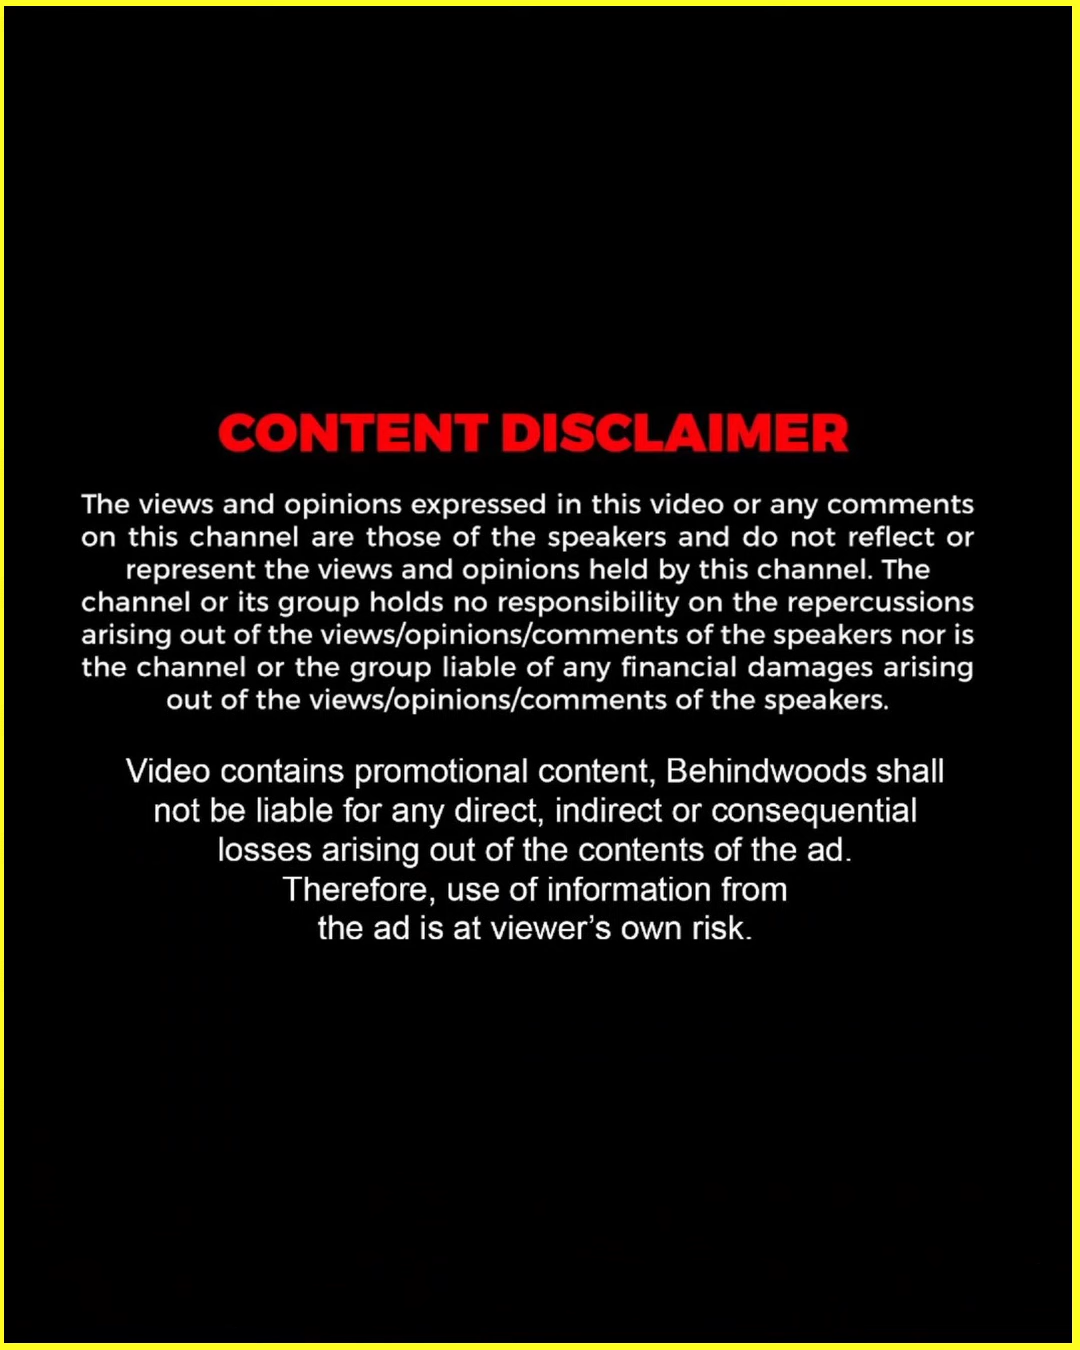 CONTENT DISCLAIMER
The views and opinions expressed in this video or any comments
on this channel are those of the speakers and do not reflect or
represent the views and opinions held by this channel. The
channel or its group holds no responsibility on the repercussions
arising out of the views/opinions/comments of the speakers nor is
the channel or the group liable of any financial damages arising
out of the views/opinions/comments of the speakers.
Video contains promotional content, Behindwoods shall
not be liable for any direct, indirect or consequential
losses arising out of the contents of the ad.
Therefore, use of information from
the ad is at viewer’s own risk.